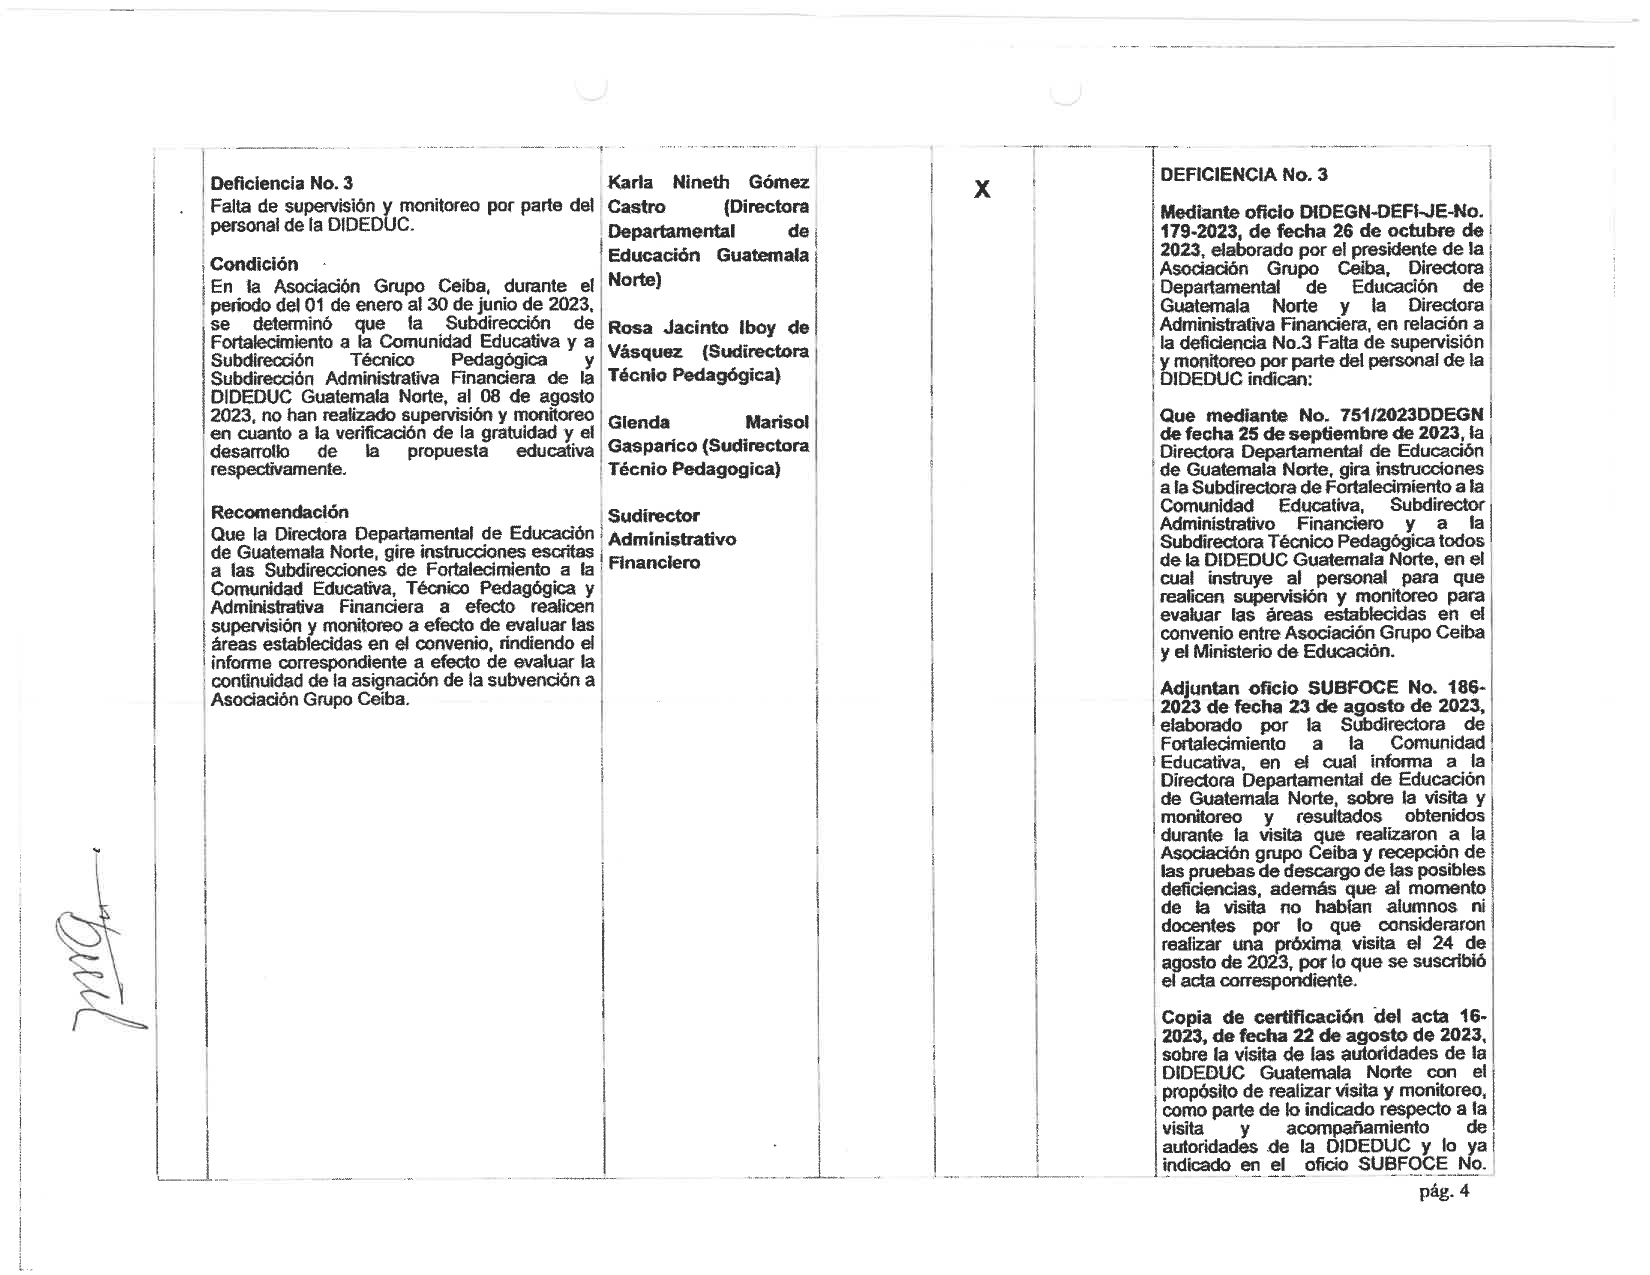 Deficiencia No. 3
Falta de supervisión y monitoreo por parte del
personal de la DIDEDUC.
Condición
En la Asociación Grupo Ceiba, durante el
periodo del 01 de enero al 30 de junio de 2023,
se determinó que la Subdirección de
Fortalecimiento a la Comunidad Educativa y a
Subdirección Técnico Pedagógica y
Subdirección Administrativa Financiera de la
DIDEDUC Guatemala Norte, al 08 de agosto
2023, no han realizado supervisión y monitoreo
en cuanto a la verificación de la gratuidad y el
desarrollo de la propuesta educativa
respectivamente.
Recomendación
Que la Directora Departamental de Educación
de Guatemala Norte, gire instrucciones escritas
a las Subdirecciones de Fortalecimiento a la
Comunidad Educativa, Técnico Pedagógica y
Administrativa Financiera a efecto realicen
supervisión y monitoreo a efecto de evaluar las
áreas establecidas en el convenio, rindiendo el
informe correspondiente a efecto de evaluar la
continuidad de la asignación de la subvención a
Asociación Grupo Ceiba.
Karla Nineth Gómez
Castro (Directora
Departamental de
Educación Guatemala
Norte)
Rosa Jacinto Iboy de
Vásquez (Sudirectora
Técnio Pedagógica)
Glenda Marisol
Gasparico (Sudirectora
Técnio Pedagogica)
Sudirector
Administrativo
Financiero
X
DEFICIENCIA No. 3
Mediante oficio DIDEGN-DEFI-JE-No.
179-2023, de fecha 26 de octubre de
2023, elaborado por el presidente de la
Asociación Grupo Ceiba, Directora
Departamental de Educación de
Guatemala Norte y la Directora
Administrativa Financiera, en relación a
la deficiencia No.3 Falta de supervisión
y monitoreo por parte del personal de la
DIDEDUC indican:
Que mediante No. 751/2023DDEGN
de fecha 25 de septiembre de 2023, la
Directora Departamental de Educación
de Guatemala Norte, gira instrucciones
a la Subdirectora de Fortalecimiento a la
Comunidad Educativa, Subdirector
Administrativo Financiero y a la
Subdirectora Técnico Pedagógica todos
de la DIDEDUC Guatemala Norte, en el
cual instruye al personal para que
realicen supervisión y monitoreo para
evaluar las áreas establecidas en el
convenio entre Asociación Grupo Ceiba
y el Ministerio de Educación.
Adjuntan oficio SUBFOCE No. 186-
2023 de fecha 23 de agosto de 2023,
elaborado por la Subdirectora de
Fortalecimiento a la Comunidad
Educativa, en el cual informa a la
Directora Departamental de Educación
de Guatemala Norte, sobre la visita y
monitoreo y resultados obtenidos
durante la visita que realizaron a la
Asociación grupo Ceiba y recepción de
las pruebas de descargo de las posibles
deficiencias, además que al momento
de la visita no habían alumnos ni
docentes por lo que consideraron
realizar una próxima visita el 24 de
agosto de 2023, por lo que se suscribió
el acta correspondiente.
Copia de certificación del acta 16-
2023, de fecha 22 de agosto de 2023,
sobre la visita de las autoridades de la
DIDEDUC Guatemala Norte con el
propósito de realizar visita y monitoreo,
como parte de lo indicado respecto a la
visita y acompañamiento de
autoridades de la DIDEDUC y lo ya
indicado en el oficio SUBFOCE No.
pág. 4